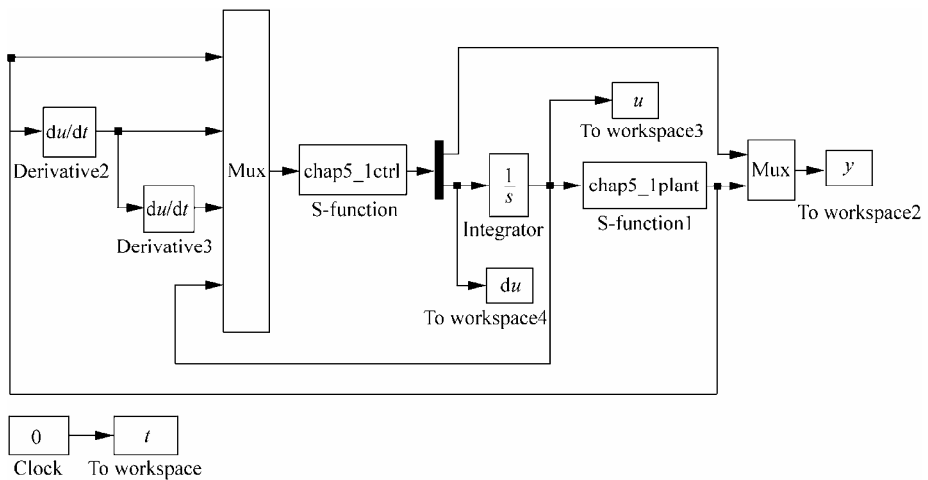 du/dt
Derivative2
du/dt
Derivative3
Mux
chap5_1ctrl
S-function
1
s
Integrator
du
To workspace4
u
To workspace3
chap5_1plant
S-function1
Mux
y
To workspace2
0
Clock
t
To workspace